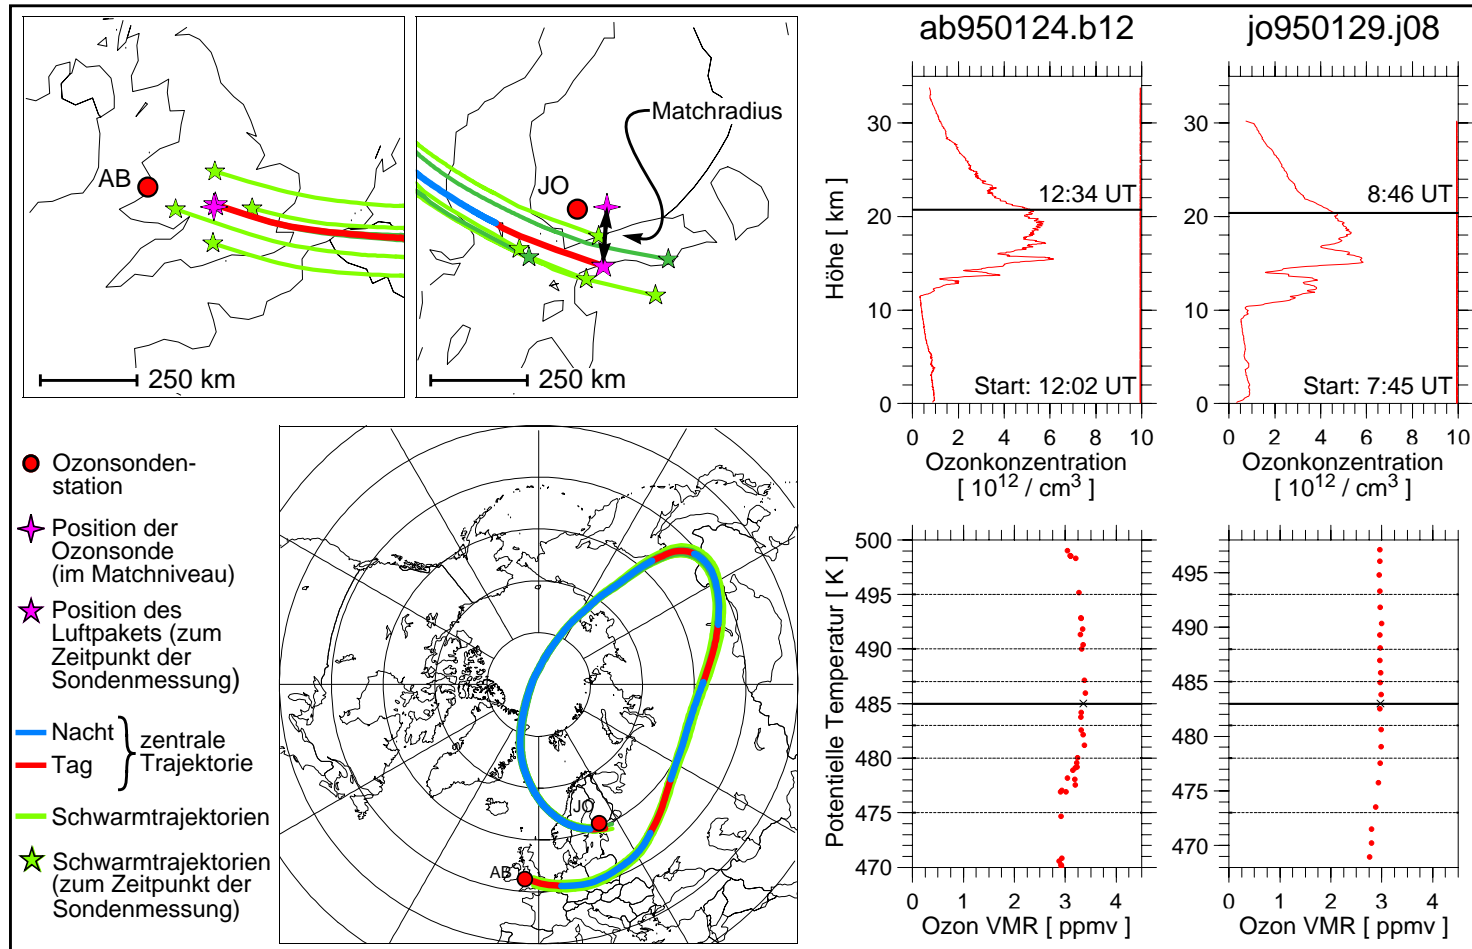 AB
250 km
Matchradius
JO
250 km
Ozonsonden-
station
Position der
Ozonsonde
(im Matchniveau)
Position des
Luftpakets (zum
Zeitpunkt der
Sondenmessung)
Nacht
Tag
zentrale
Trajektorie
Schwarmtrajektorien
Schwarmtrajektorien
(zum Zeitpunkt der
Sondenmessung)
JO
AB
ab950124.b12
Höhe [ km ]
30
20
10
0
12:34 UT
Start: 12:02 UT
0 2 4 6 8 10
Ozonkonzentration
[ 10¹² / cm³ ]
jo950129.j08
30
20
10
0
8:46 UT
Start: 7:45 UT
0 2 4 6 8 10
Ozonkonzentration
[ 10¹² / cm³ ]
Potentielle Temperatur [ K ]
500
495
490
485
480
475
470
0 1 2 3 4
Ozon VMR [ ppmv ]
495
490
485
480
475
470
0 1 2 3 4
Ozon VMR [ ppmv ]